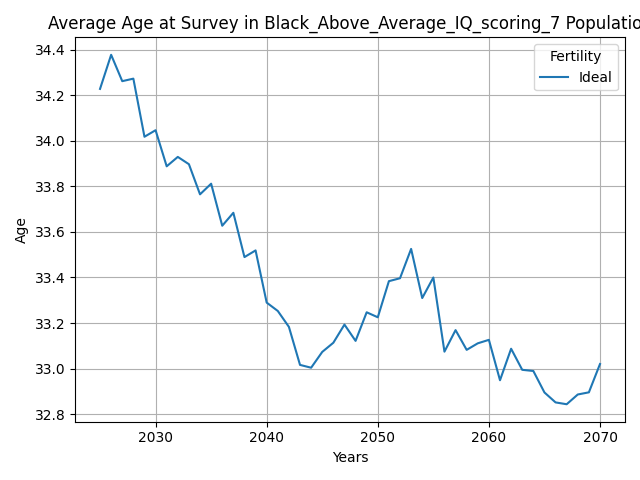 Average Age at Survey in Black_Above_Average_IQ_scoring_7 Populatio
Fertility
Ideal
34.4
34.2
34.0
33.8
33.6
33.4
33.2
33.0
32.8
Age
2030 2040 2050 2060 2070
Years